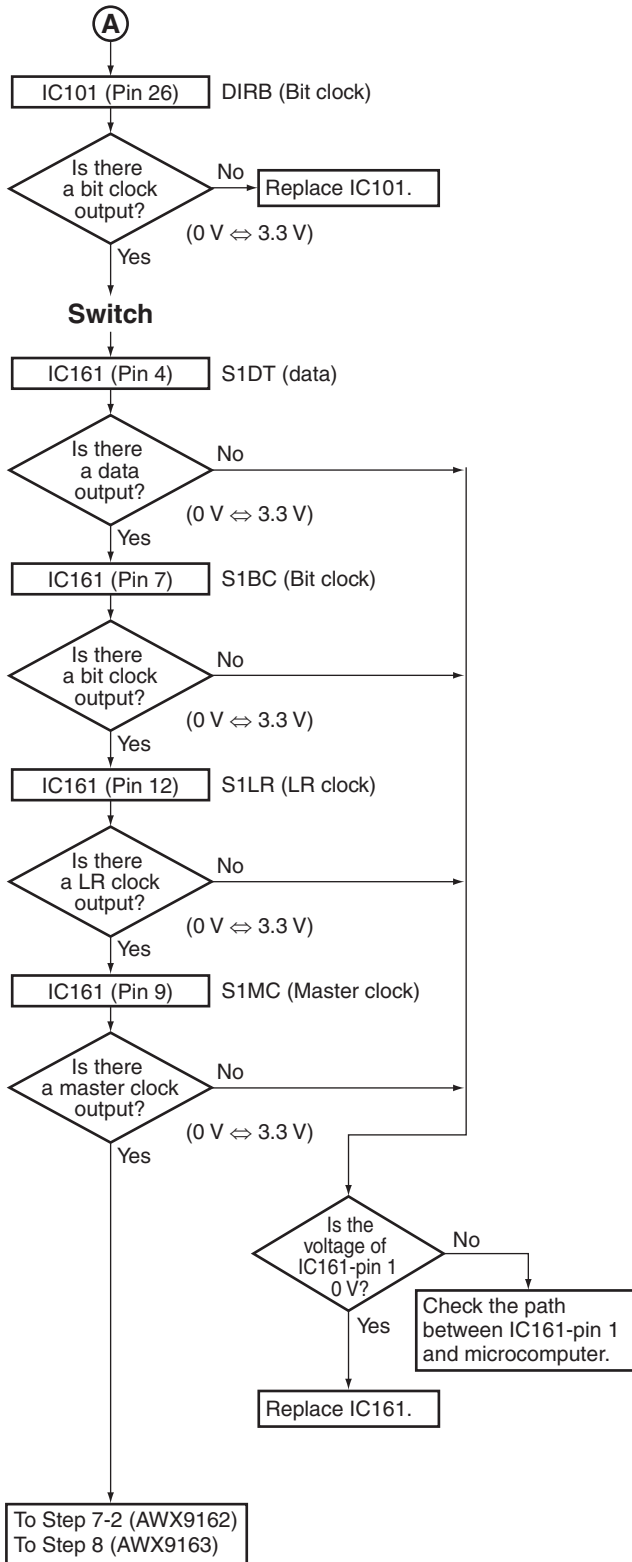 A
IC101 (Pin 26) DIRB (Bit clock)
Is there
a bit clock
output?
No
Replace IC101.
(0 V ⇔ 3.3 V)
Yes
Switch
IC161 (Pin 4) S1DT (data)
Is there
a data
output?
No
(0 V ⇔ 3.3 V)
Yes
IC161 (Pin 7) S1BC (Bit clock)
Is there
a bit clock
output?
No
(0 V ⇔ 3.3 V)
Yes
IC161 (Pin 12) S1LR (LR clock)
Is there
a LR clock
output?
No
(0 V ⇔ 3.3 V)
Yes
IC161 (Pin 9) S1MC (Master clock)
Is there
a master clock
output?
No
(0 V ⇔ 3.3 V)
Yes
Is the
voltage of
IC161-pin 1
0 V?
No
Check the path
between IC161-pin 1
and microcomputer.
Yes
Replace IC161.
To Step 7-2 (AWX9162)
To Step 8 (AWX9163)